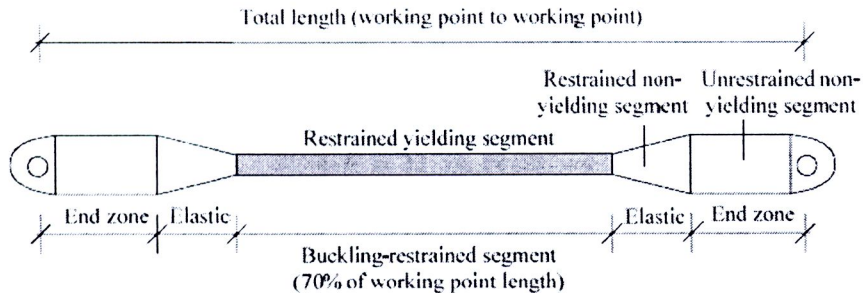 Total length (working point to working point)
Restrained non-
yielding segment
Unrestrained non-
yielding segment
Restrained yielding segment
End zone
Elastic
Elastic
End zone
Buckling-restrained segment
(70% of working point length)